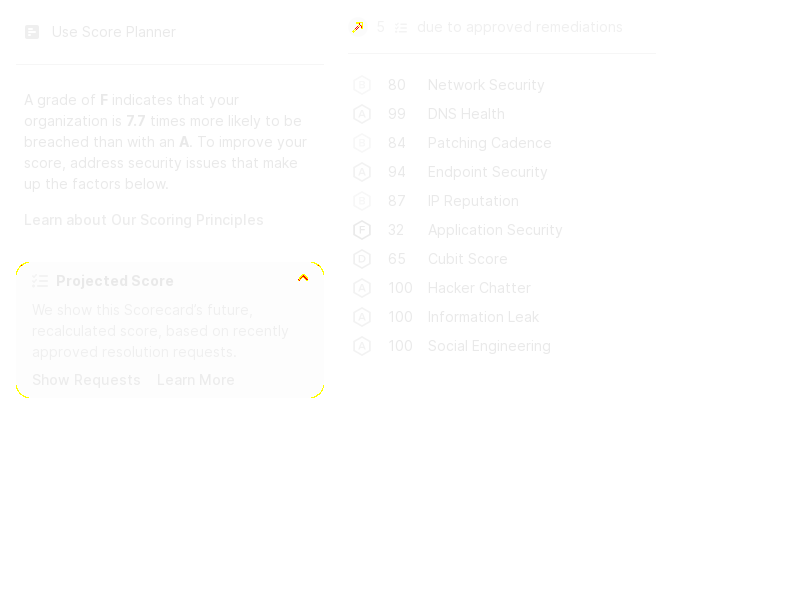 Use Score Planner
A grade of F indicates that your
organization is 7.7 times more likely to be
breached than with an A. To improve your
score, address security issues that make
up the factors below.
Learn about Our Scoring Principles
Projected Score
We show this Scorecard's future,
recalculated score, based on recently
approved resolution requests.
Show Requests Learn More
5 due to approved remediations
B 80 Network Security
A 99 DNS Health
B 84 Patching Cadence
A 94 Endpoint Security
B 87 IP Reputation
F 32 Application Security
D 65 Cubit Score
A 100 Hacker Chatter
A 100 Information Leak
A 100 Social Engineering